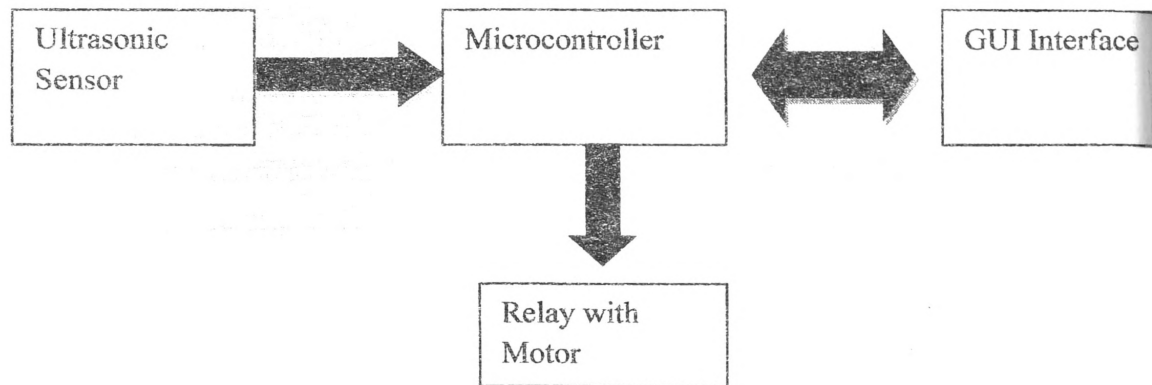 Ultrasonic
Sensor
Microcontroller
GUI Interface
Relay with
Motor